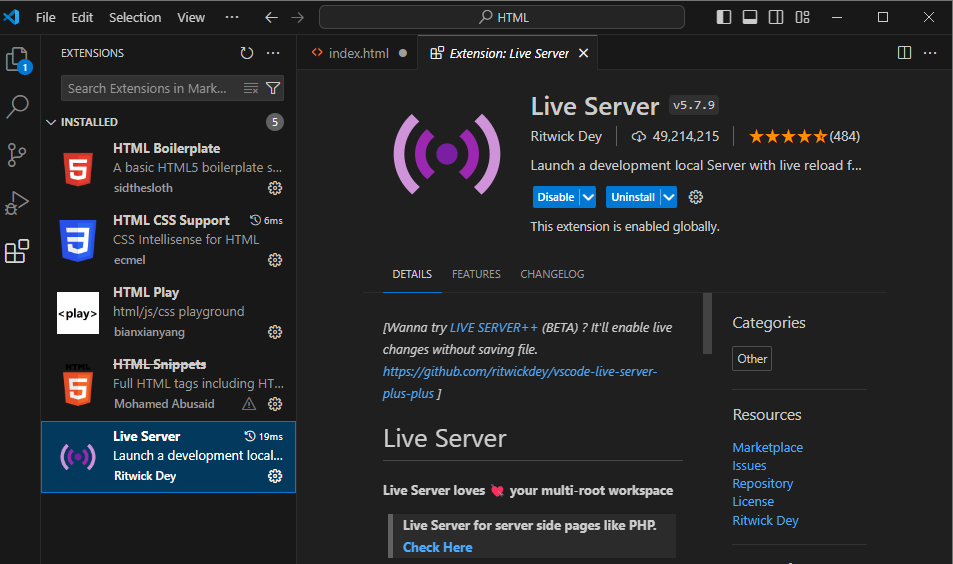 File Edit Selection View ··· HTML
EXTENSIONS
1
Search Extensions in Mark...
INSTALLED 5
HTML Boilerplate
A basic HTML5 boilerplate s...
sidthesloth
HTML CSS Support 6ms
CSS Intellisense for HTML
ecmel
<play>
HTML Play
html/js/css playground
bianxianyang
HTML Snippets
Full HTML tags including HT...
Mohamed Abusaid
Live Server 19ms
Launch a development local...
Ritwick Dey
index.html Extension: Live Server
Live Server v5.7.9
Ritwick Dey 49,214,215 (484)
Launch a development local Server with live reload f...
Disable Uninstall
This extension is enabled globally.
DETAILS FEATURES CHANGELOG
[Wanna try LIVE SERVER++ (BETA) ? It'll enable live
changes without saving file.
https://github.com/ritwickdey/vscode-live-server-
plus-plus ]
Live Server
Live Server loves 💘 your multi-root workspace
Live Server for server side pages like PHP.
Check Here
Categories
Other
Resources
Marketplace
Issues
Repository
License
Ritwick Dey